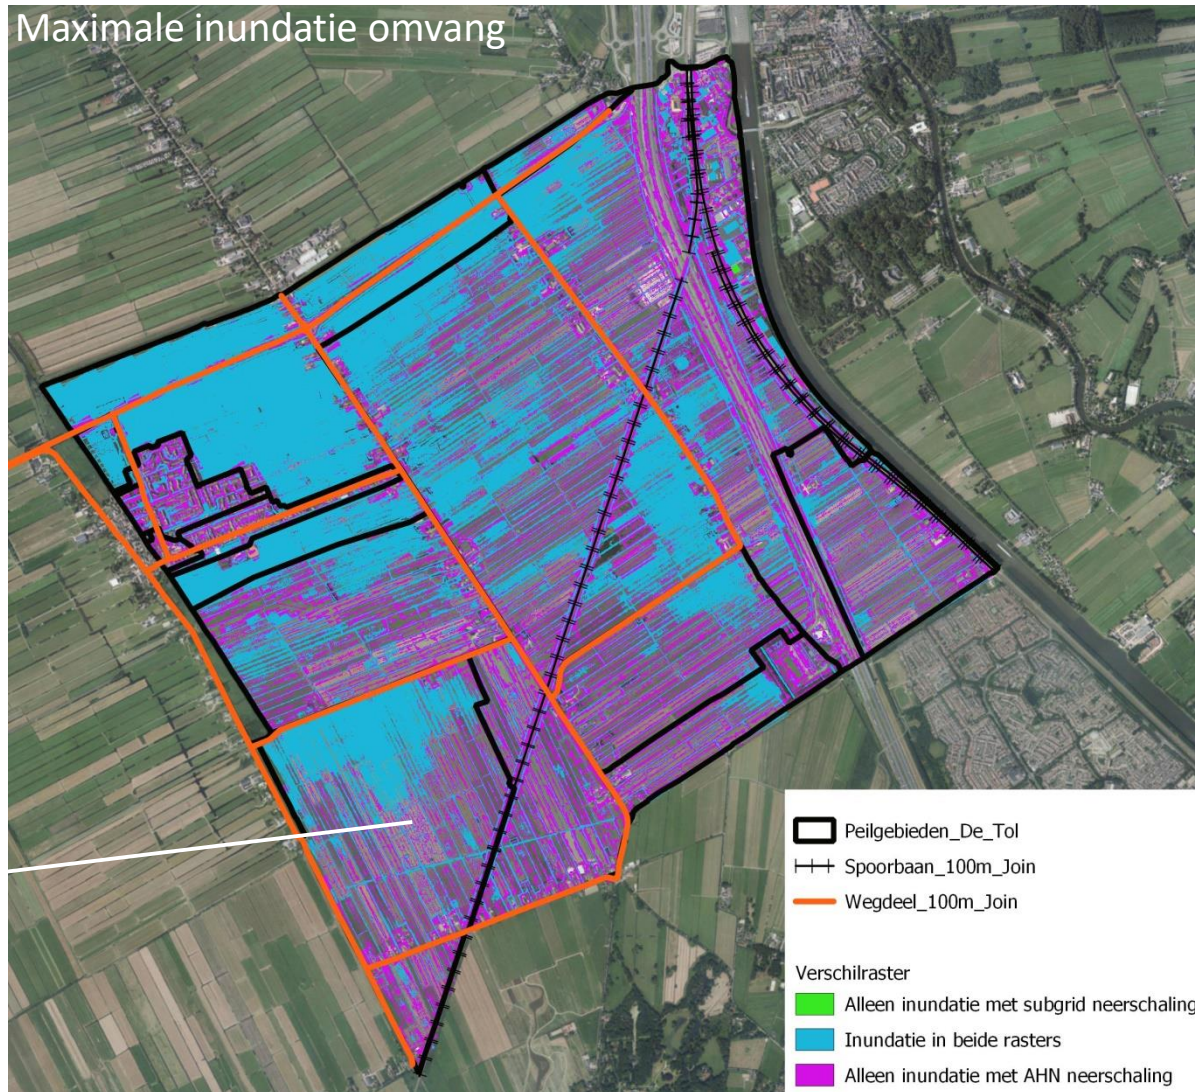 Maximale inundatie omvang
Peilgebieden_De_Tol
Spoorbaan_100m_Join
Wegdeel_100m_Join
Verschilraster
Alleen inundatie met subgrid neerschaling
Inundatie in beide rasters
Alleen inundatie met AHN neerschaling